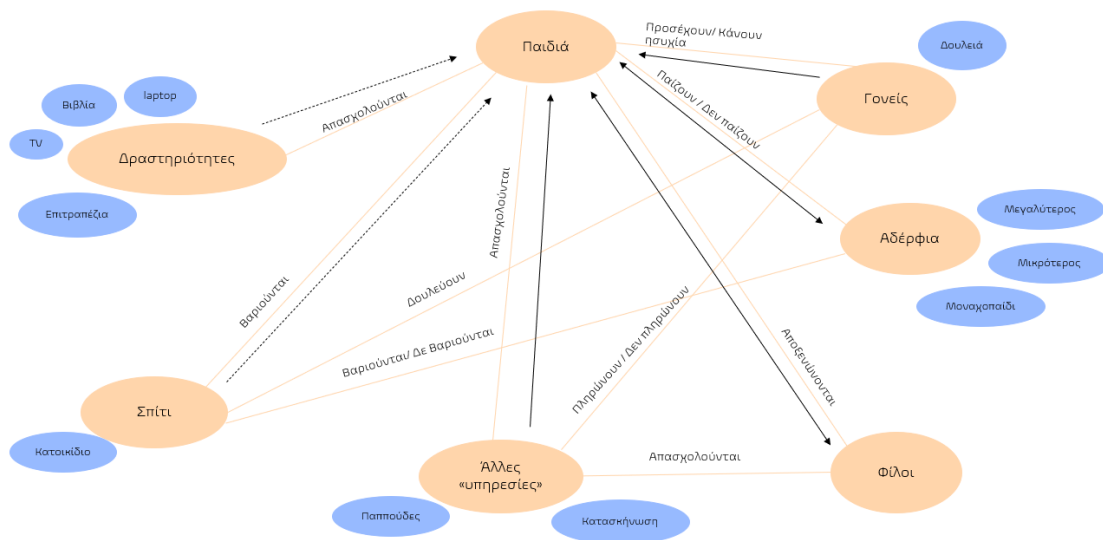 Παιδιά
Προσέχουν/ Κάνουν
ησυχία
Δουλειά
Γονείς
Βιβλία
laptop
TV
Δραστηριότητες
Επιτραπέζια
Απασχολούνται
Παίζουν / Δεν παίζουν
Απασχολούνται
Αδέρφια
Μεγαλύτερος
Μικρότερος
Μοναχοπαίδι
Βαριούνται
Δουλεύουν
Βαριούνται/ Δε Βαριούνται
Πληρώνουν / Δεν πληρώνουν
Αποξενώνονται
Σπίτι
Κατοικίδιο
Άλλες
«υπηρεσίες»
Απασχολούνται
Φίλοι
Παππούδες
Κατασκήνωση